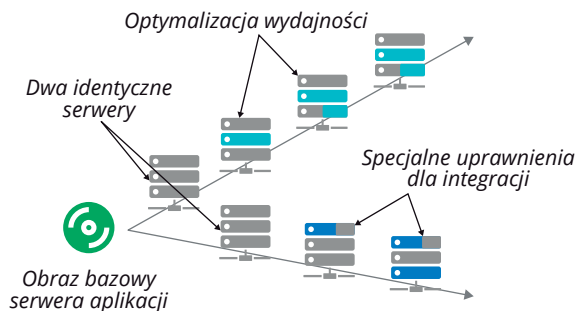 Optymalizacja wydajności
Dwa identyczne
serwery
Specjalne uprawnienia
dla integracji
Obraz bazowy
serwera aplikacji